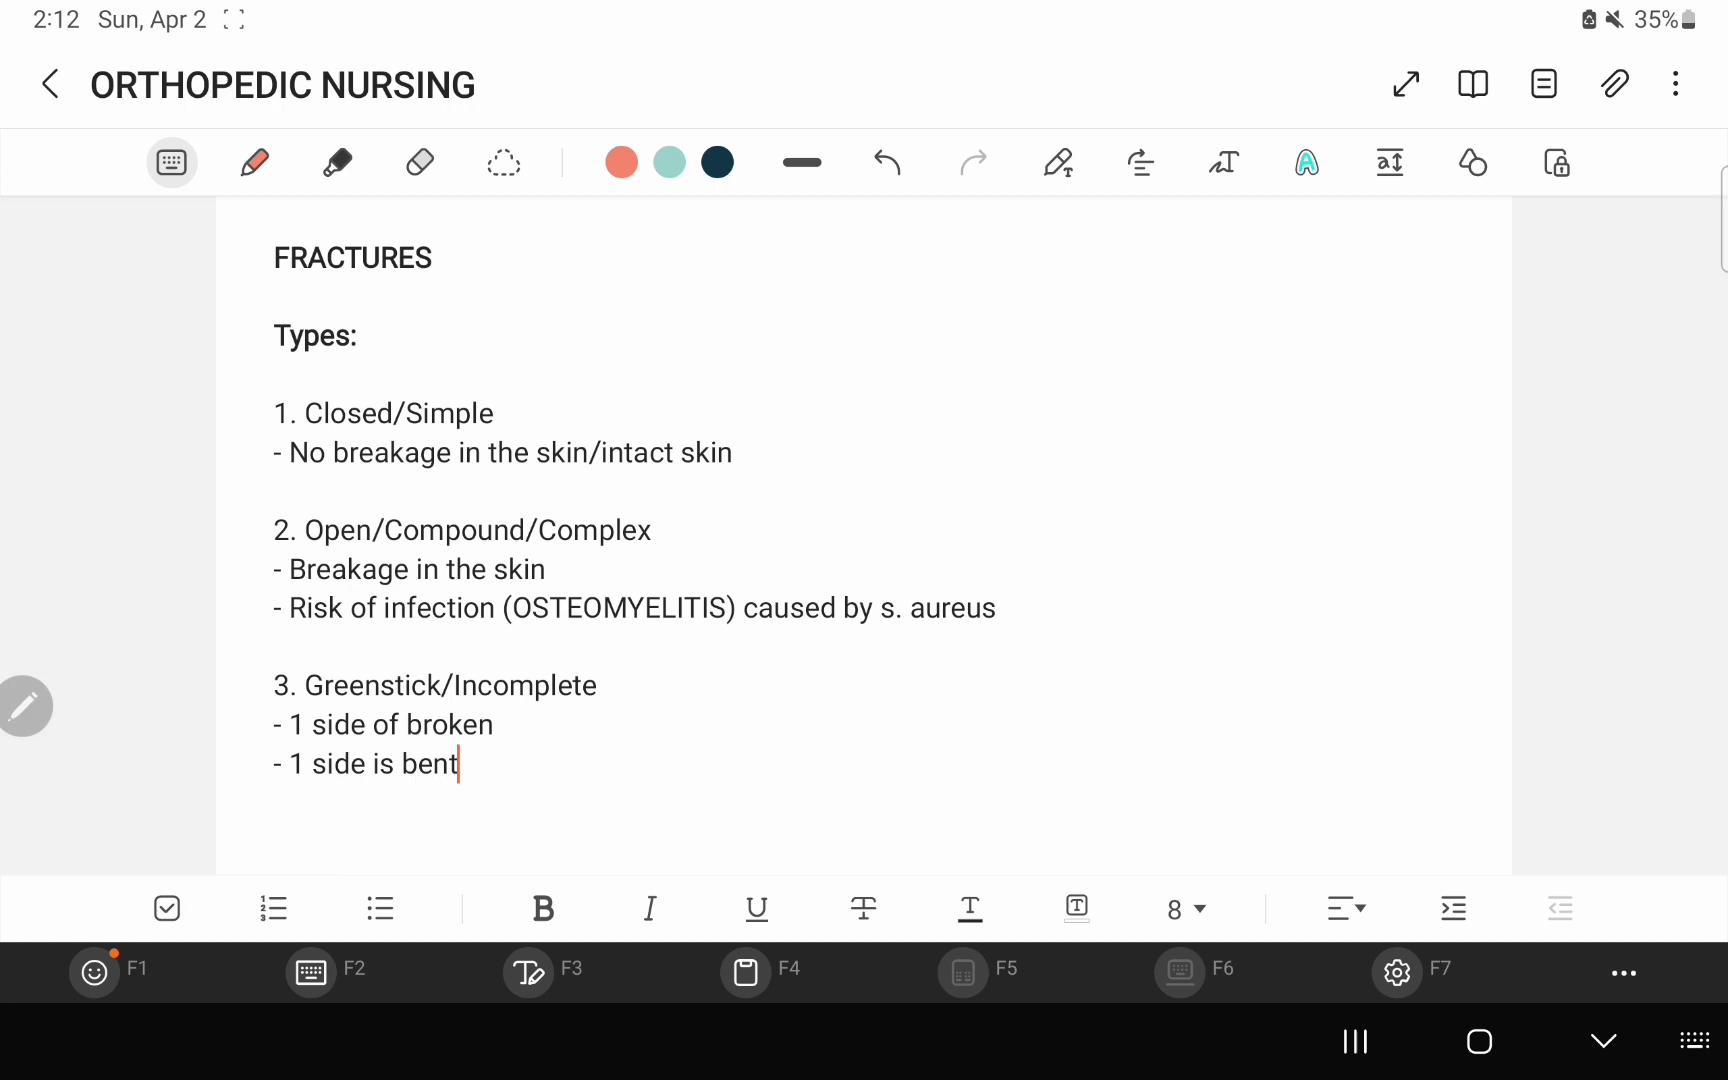 2:12 Sun, Apr 2 35%
ORTHOPEDIC NURSING
A a T
FRACTURES
Types:
1. Closed/Simple
- No breakage in the skin/intact skin
2. Open/Compound/Complex
- Breakage in the skin
- Risk of infection (OSTEOMYELITIS) caused by s. aureus
3. Greenstick/Incomplete
- 1 side of broken
- 1 side is bent
B I U T T T 8
F1 F2 F3 F4 F5 F6 F7